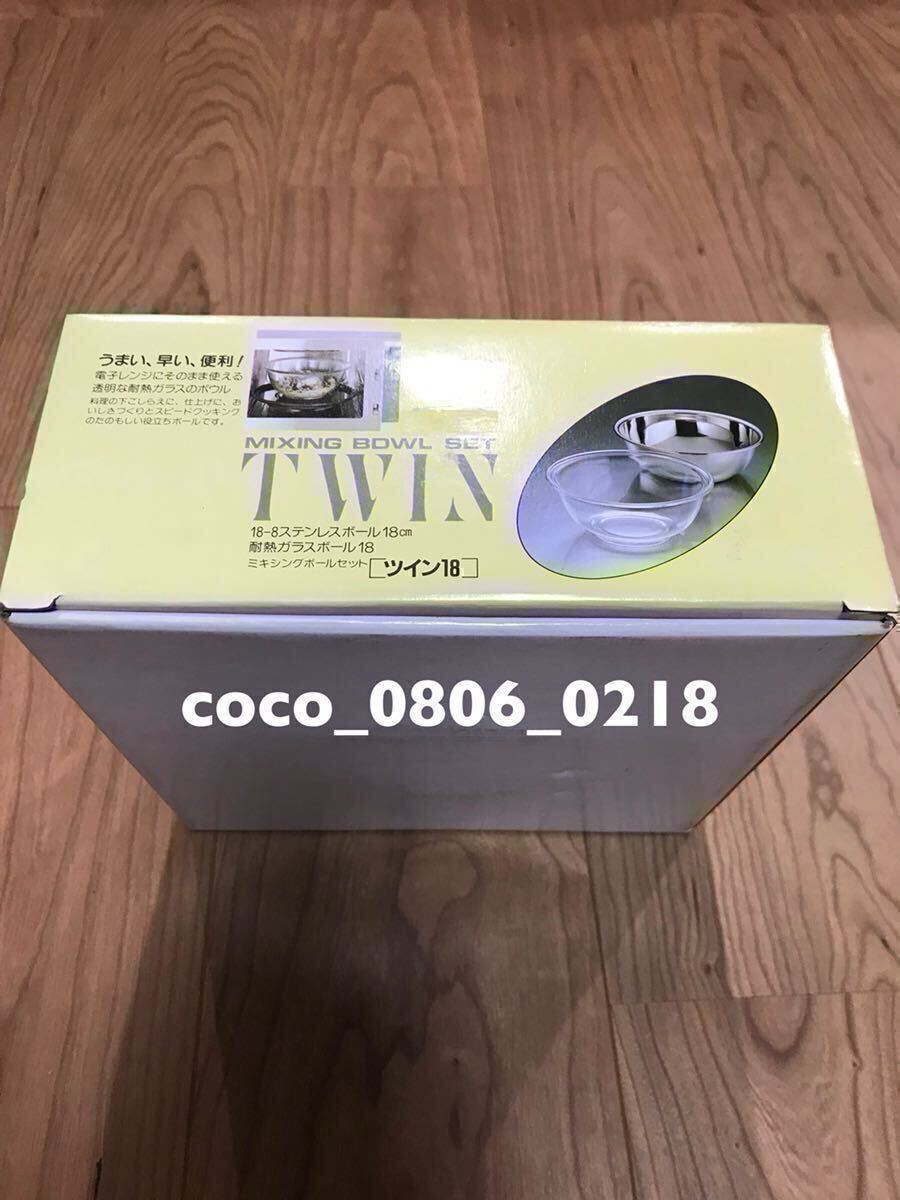 うまい、早い、便利！
電子レンジにそのまま使える
透明な耐熱ガラスのボウル
料理の下ごしらえに、仕上げに、お
いしさづくりとスピードクッキング
のたのもしい役立ちボールです。
MIXING BOWL SET
TWIN
18-8ステンレスボール18cm
耐熱ガラスボール18
ミキシングボールセット［ツイン18］
coco_0806_0218